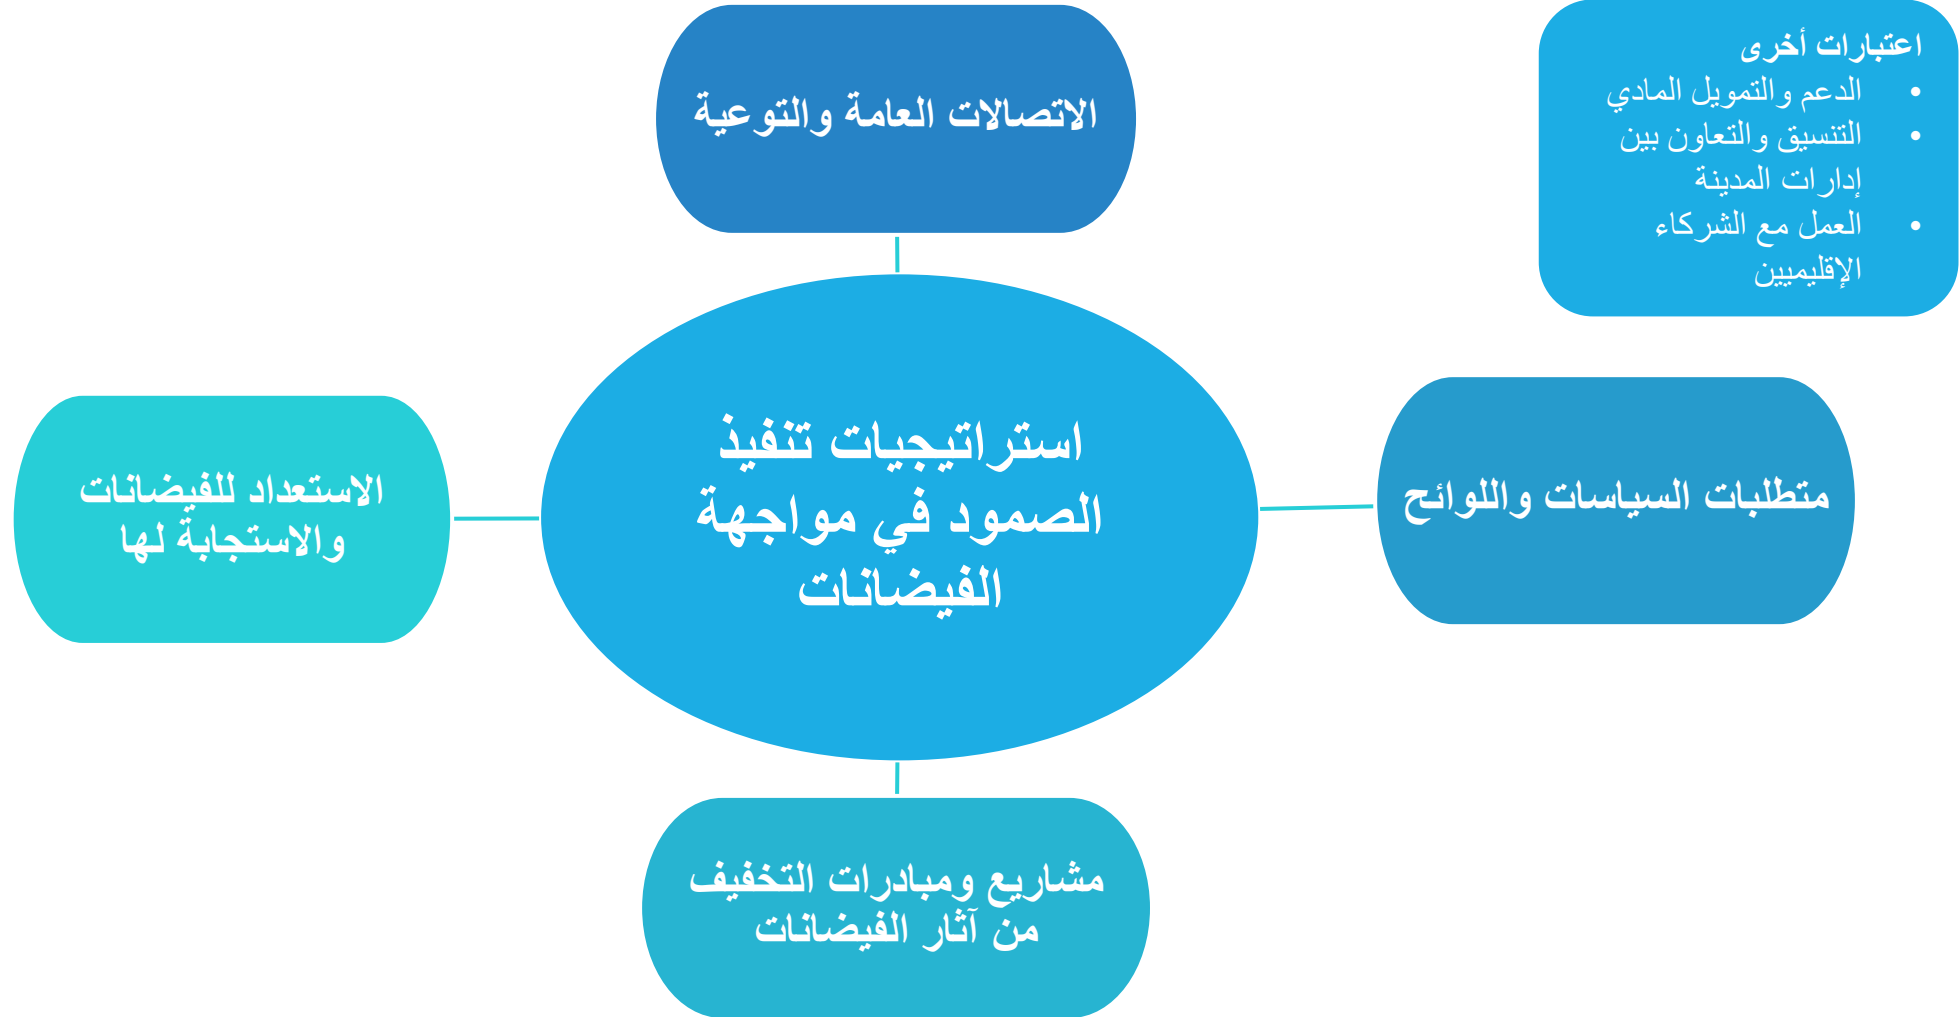 الاتصالات العامة والتوعية
اعتبارات أخرى
• الدعم والتمويل المادي
• التنسيق والتعاون بين
إدارات المدينة
• العمل مع الشركاء
الإقليميين
استراتيجيات تنفيذ
الصمود في مواجهة
الفيضانات
متطلبات السياسات واللوائح
الاستعداد للفيضانات
والاستجابة لها
مشاريع ومبادرات التخفيف
من آثار الفيضانات